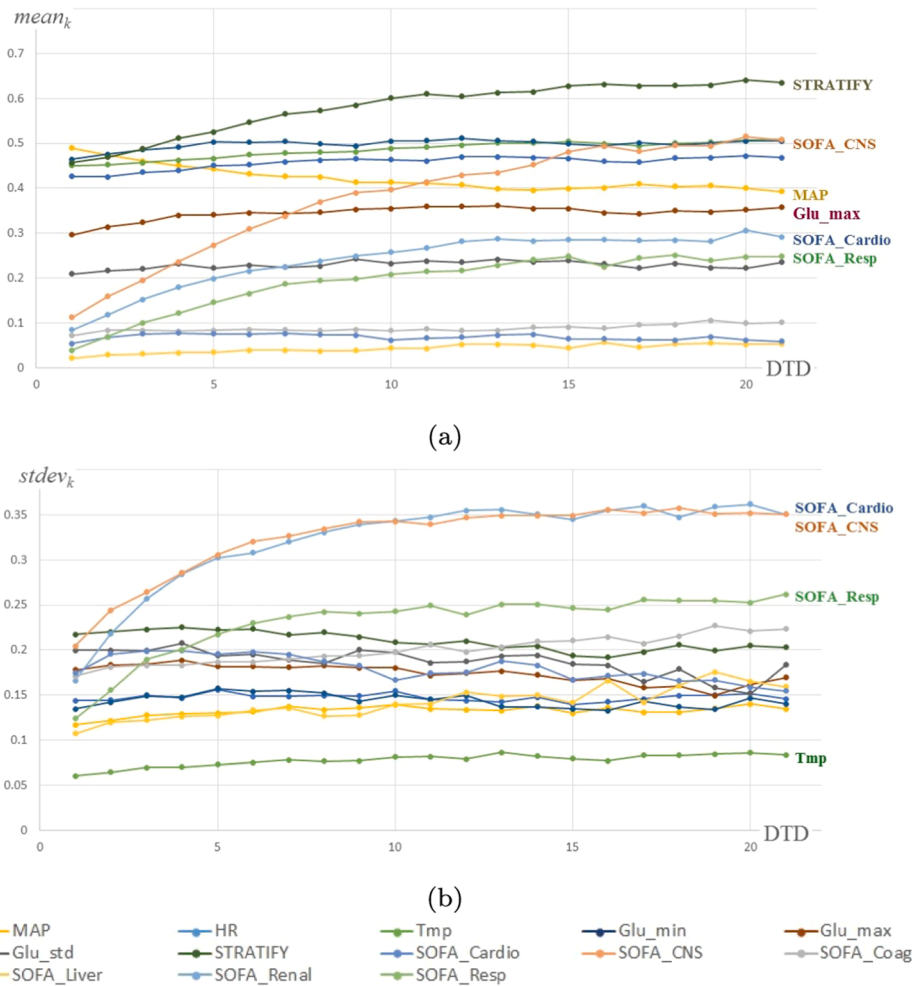 mean_k
0.7
STRATIFY
0.6
0.5
SOFA_CNS
0.4
MAP
Glu_max
0.3
SOFA_Cardio
SOFA_Resp
0.2
0.1
0
DTD
0 5 10 15 20
(a)
stdev_k
SOFA_Cardio
0.35
SOFA_CNS
0.3
0.25
SOFA_Resp
0.2
0.15
0.1
Tmp
0.05
0
DTD
0 5 10 15 20
(b)
MAP HR Tmp Glu_min Glu_max
Glu_std STRATIFY SOFA_Cardio SOFA_CNS SOFA_Coag
SOFA_Liver SOFA_Renal SOFA_Resp